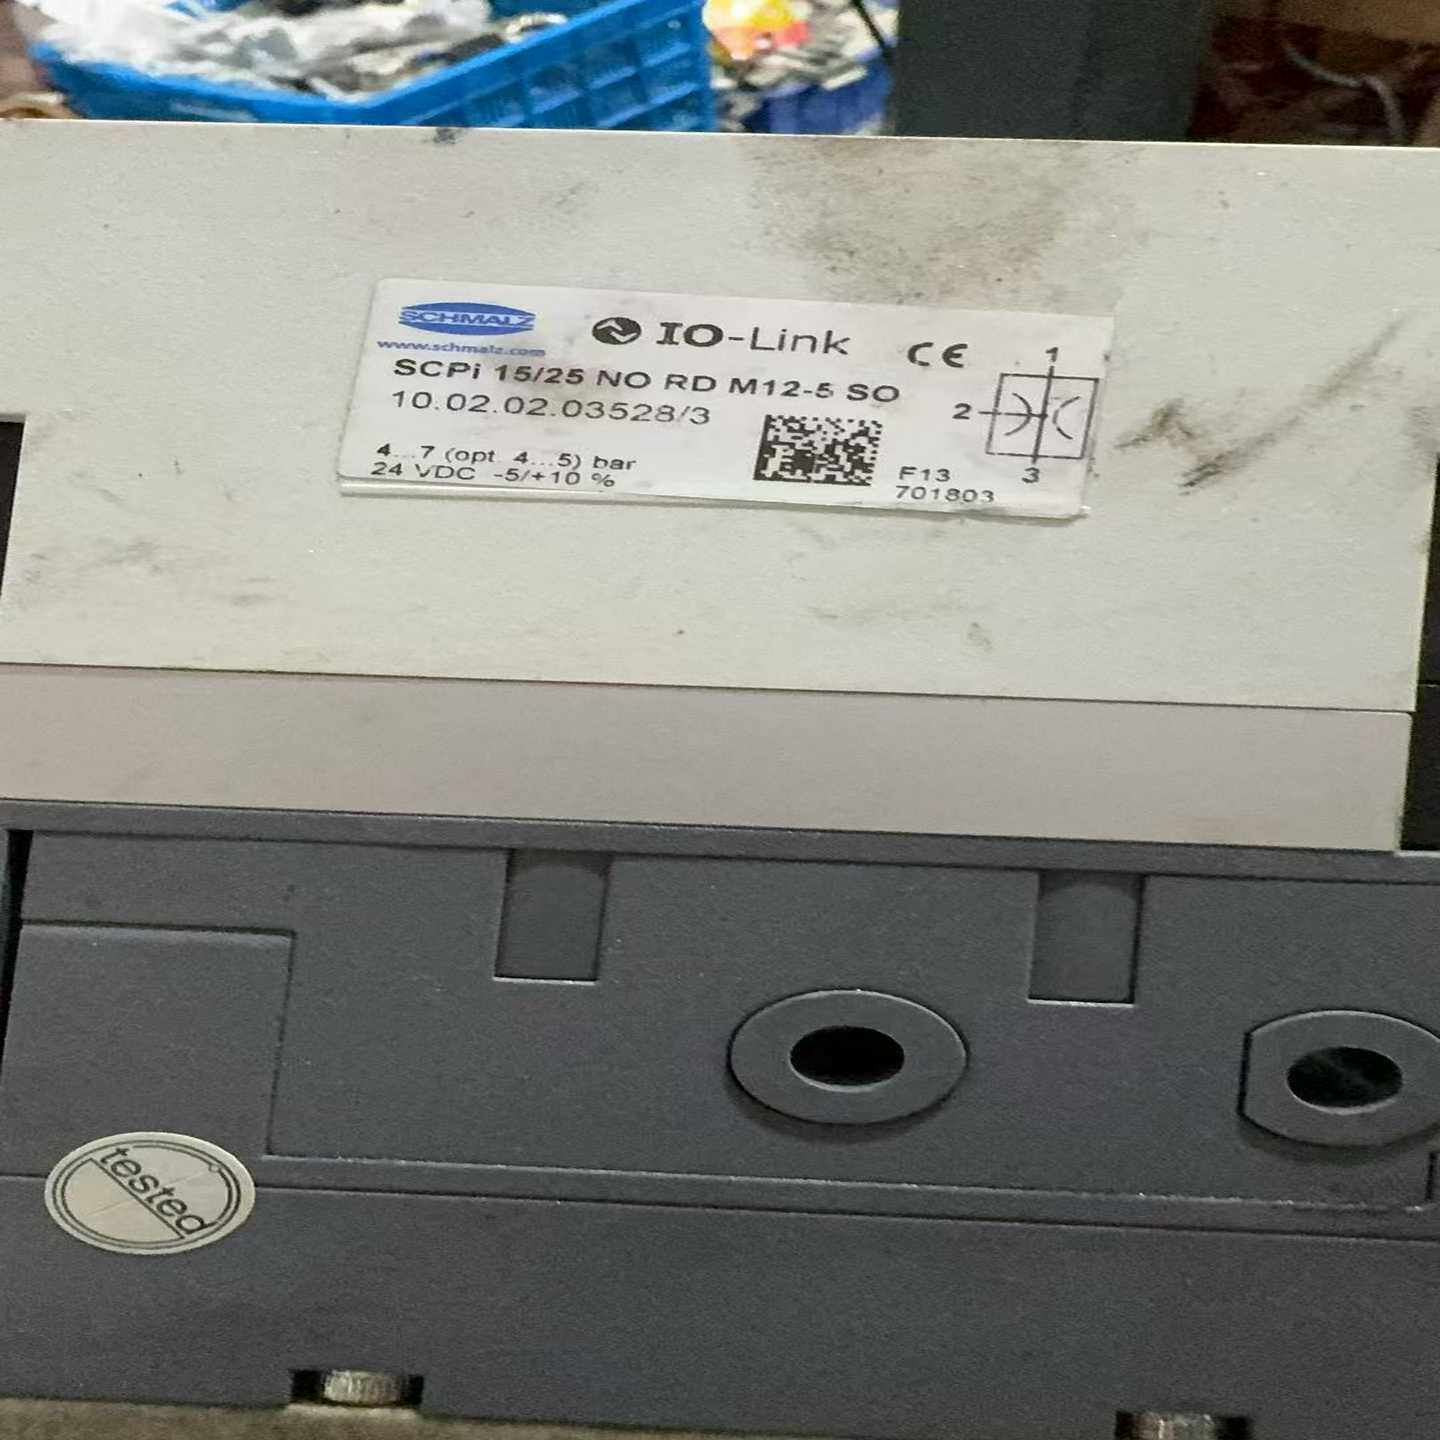 SCHMALZ
www.schmalz.com
IO-Link
CE
SCPi 15/25 NO RD M12-5 SO
10.02.02.03528/3
4...7 (opt. 4...5) bar
24 VDC -5/+10 %
F13
701803
1
2
3
tested